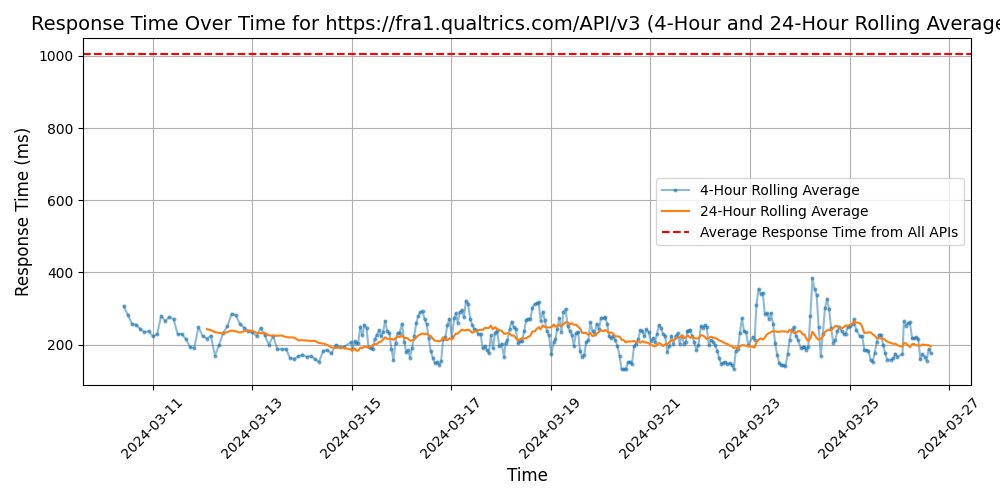 Response Time Over Time for https://fra1.qualtrics.com/API/v3 (4-Hour and 24-Hour Rolling Average
Response Time (ms)
1000
800
600
400
200
4-Hour Rolling Average
24-Hour Rolling Average
Average Response Time from All APIs
2024-03-11
2024-03-13
2024-03-15
2024-03-17
2024-03-19
2024-03-21
2024-03-23
2024-03-25
2024-03-27
Time